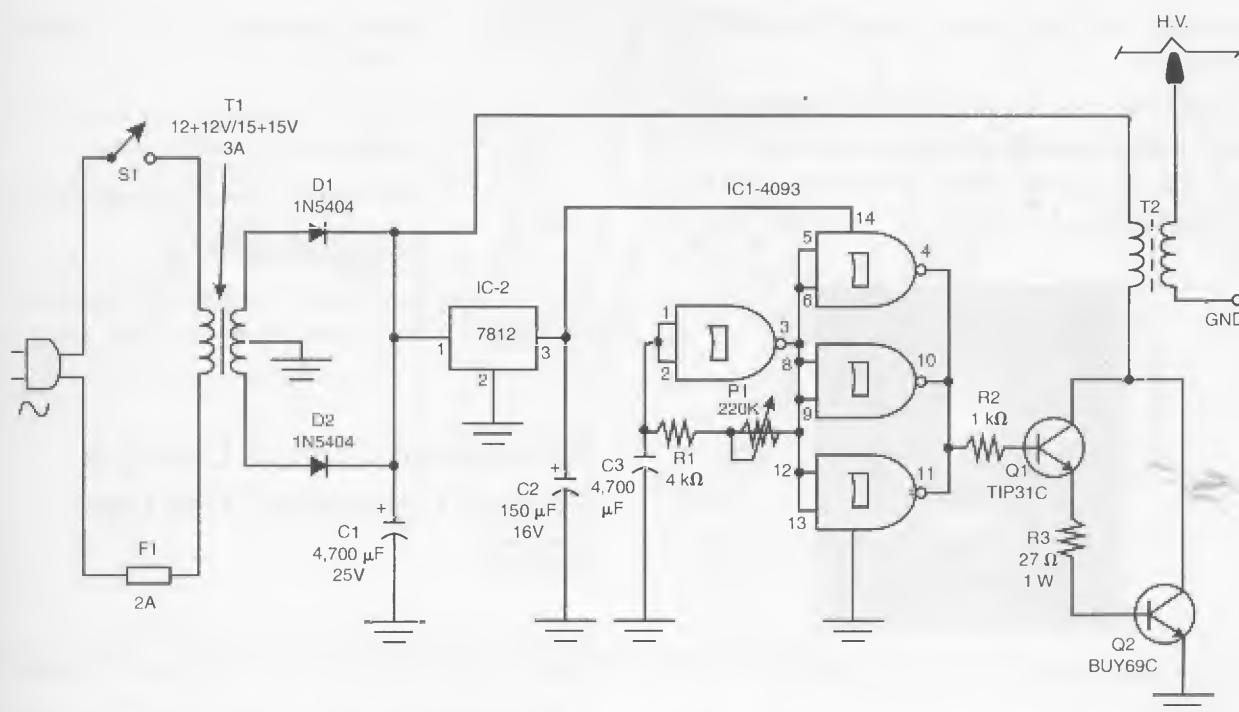 H.V.
T1
12+12V/15+15V
3A
S1
D1
1N5404
IC1-4093
14
T2
5
4
6
IC-2
7812
1
3
2
GND
1
3
2
8
10
P1
220K
9
R2
1 kΩ
D2
1N5404
R1
4 kΩ
12
11
13
Q1
TIP31C
C3
4,700
µF
C2
150 µF
16V
+
+
C1
4,700 µF
25V
R3
27 Ω
1 W
F1
2A
Q2
BUY69C